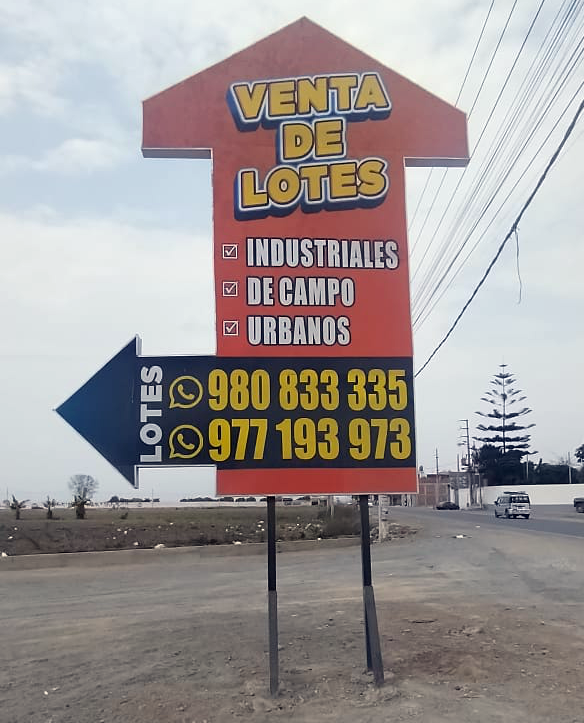 VENTA
DE
LOTES
INDUSTRIALES
DE CAMPO
URBANOS
LOTES
980 833 335
977 193 973